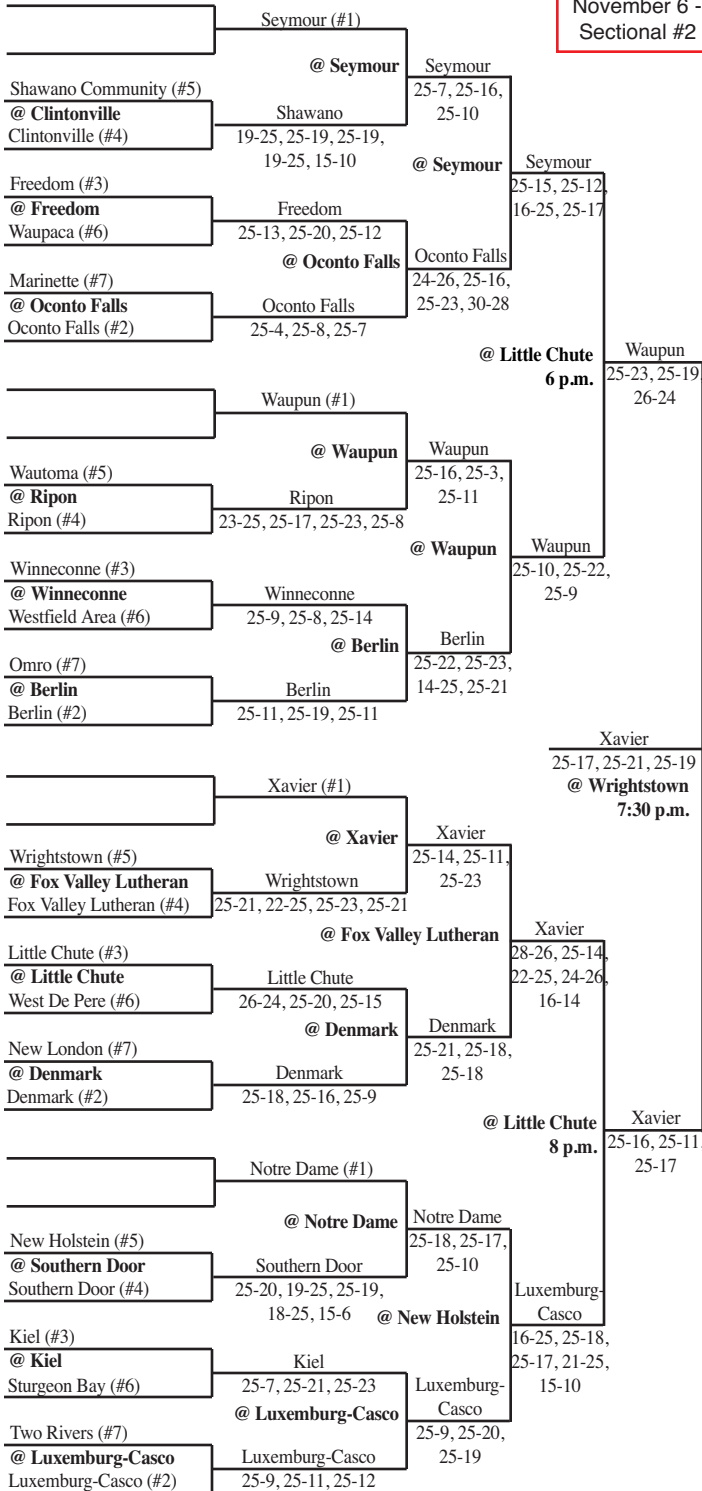 November 6 -
Sectional #2
Seymour (#1)
@ Seymour
Seymour
25-7, 25-16,
25-10
Shawano Community (#5)
@ Clintonville
Clintonville (#4)
Shawano
19-25, 25-19, 25-19,
19-25, 15-10
@ Seymour
Seymour
25-15, 25-12,
16-25, 25-17
Freedom (#3)
@ Freedom
Waupaca (#6)
Freedom
25-13, 25-20, 25-12
@ Oconto Falls
Oconto Falls
24-26, 25-16,
25-23, 30-28
Marinette (#7)
@ Oconto Falls
Oconto Falls (#2)
Oconto Falls
25-4, 25-8, 25-7
@ Little Chute
6 p.m.
Waupun
25-23, 25-19,
26-24
Waupun (#1)
@ Waupun
Waupun
25-16, 25-3,
25-11
Wautoma (#5)
@ Ripon
Ripon (#4)
Ripon
23-25, 25-17, 25-23, 25-8
@ Waupun
Waupun
25-10, 25-22,
25-9
Winneconne (#3)
@ Winneconne
Westfield Area (#6)
Winneconne
25-9, 25-8, 25-14
@ Berlin
Berlin
25-22, 25-23,
14-25, 25-21
Omro (#7)
@ Berlin
Berlin (#2)
Berlin
25-11, 25-19, 25-11
Xavier
25-17, 25-21, 25-19
@ Wrightstown
7:30 p.m.
Xavier (#1)
@ Xavier
Xavier
25-14, 25-11,
25-23
Wrightstown (#5)
@ Fox Valley Lutheran
Fox Valley Lutheran (#4)
Wrightstown
25-21, 22-25, 25-23, 25-21
@ Fox Valley Lutheran
Xavier
28-26, 25-14,
22-25, 24-26,
16-14
Little Chute (#3)
@ Little Chute
West De Pere (#6)
Little Chute
26-24, 25-20, 25-15
@ Denmark
Denmark
25-21, 25-18,
25-18
New London (#7)
@ Denmark
Denmark (#2)
Denmark
25-18, 25-16, 25-9
@ Little Chute
8 p.m.
Xavier
25-16, 25-11,
25-17
Notre Dame (#1)
@ Notre Dame
Notre Dame
25-18, 25-17,
25-10
New Holstein (#5)
@ Southern Door
Southern Door (#4)
Southern Door
25-20, 19-25, 25-19,
18-25, 15-6
@ New Holstein
Luxemburg-
Casco
16-25, 25-18,
25-17, 21-25,
15-10
Kiel (#3)
@ Kiel
Sturgeon Bay (#6)
Kiel
25-7, 25-21, 25-23
@ Luxemburg-Casco
Luxemburg-
Casco
25-9, 25-20,
25-19
Two Rivers (#7)
@ Luxemburg-Casco
Luxemburg-Casco (#2)
Luxemburg-Casco
25-9, 25-11, 25-12